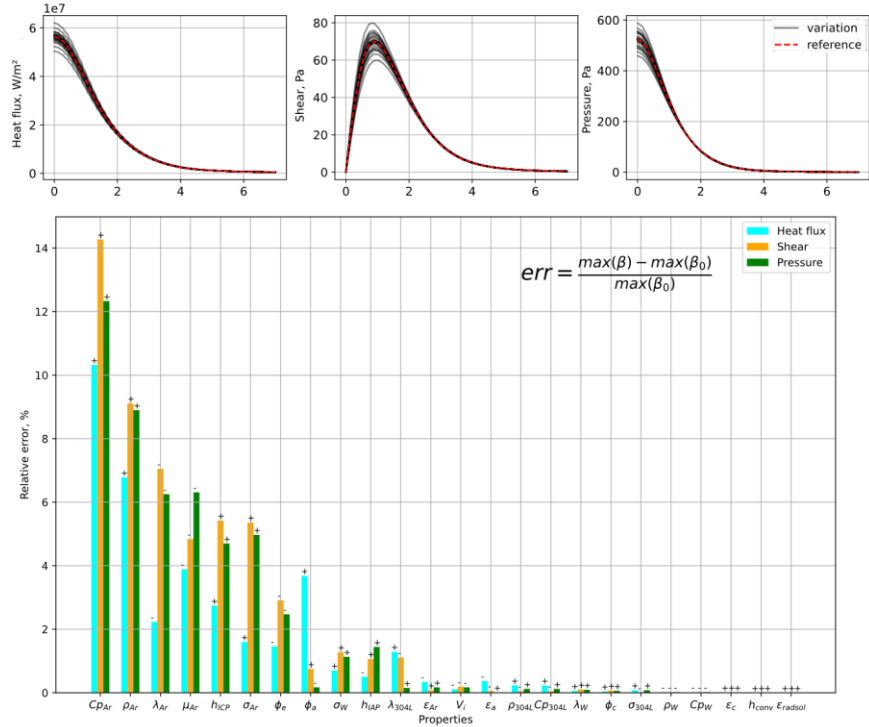 1e7
6
4
2
0
Heat flux, W/m²
0 2 4 6
80
60
40
20
0
Shear, Pa
0 2 4 6
600
400
200
0
Pressure, Pa
0 2 4 6
variation
reference
14
12
10
8
6
4
2
0
Relative error, %
err = max(β) − max(β₀) / max(β₀)
Heat flux
Shear
Pressure
Cp_Ar ρ_Ar λ_Ar μ_Ar h_ICP σ_Ar ϕ_e ϕ_a σ_W h_IAP λ_304L ε_Ar V_i ε_a ρ_304L Cp_304L λ_W ϕ_c σ_304L ρ_W Cp_W ε_c h_conv ε_radsol
Properties